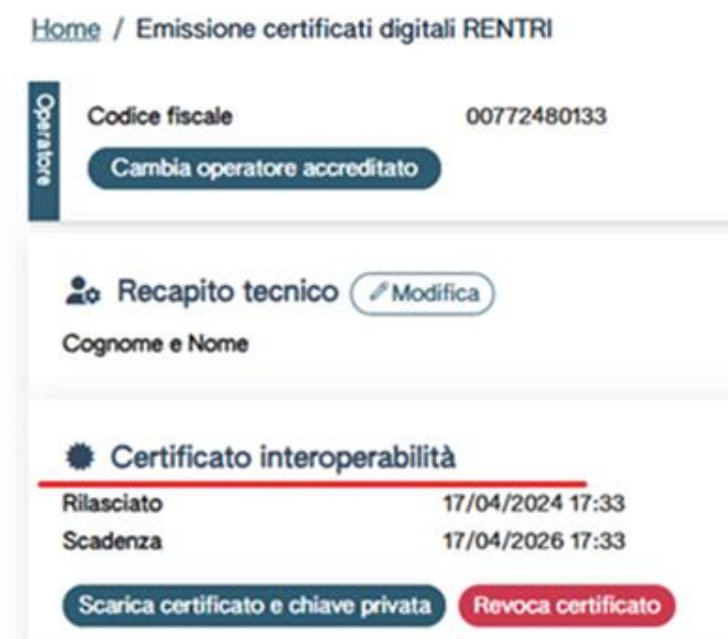 Home / Emissione certificati digitali RENTRI
Operatore
Codice fiscale 00772480133
Cambia operatore accreditato
Recapito tecnico Modifica
Cognome e Nome
Certificato interoperabilità
Rilasciato 17/04/2024 17:33
Scadenza 17/04/2026 17:33
Scarica certificato e chiave privata Revoca certificato